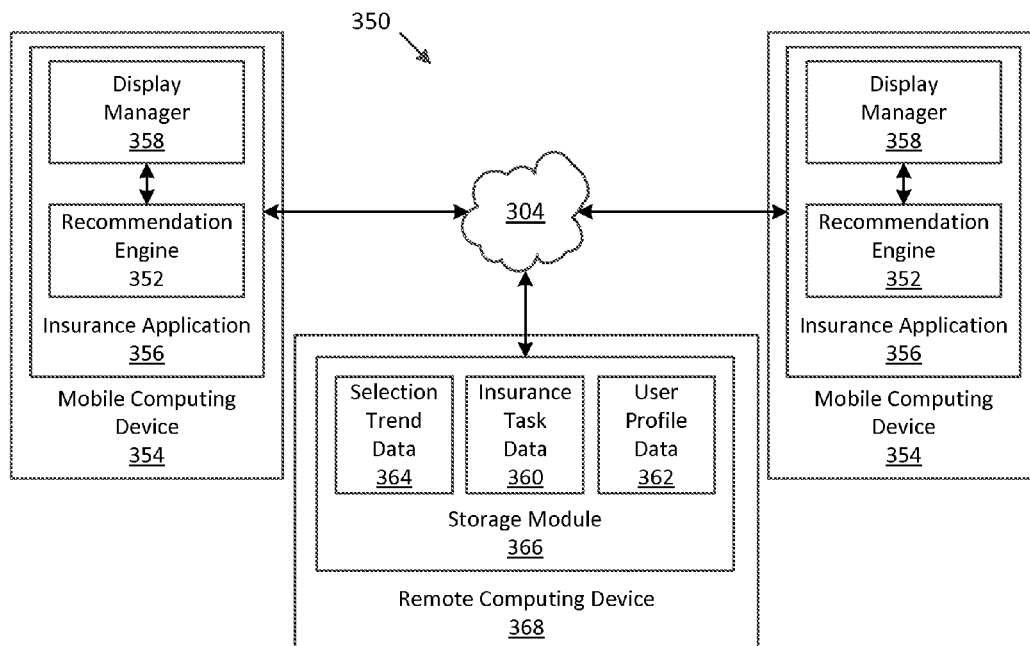 350
Display
Manager
358
Recommendation
Engine
352
Insurance Application
356
Mobile Computing
Device
354
304
Display
Manager
358
Recommendation
Engine
352
Insurance Application
356
Mobile Computing
Device
354
Selection
Trend
Data
364
Insurance
Task
Data
360
User
Profile
Data
362
Storage Module
366
Remote Computing Device
368